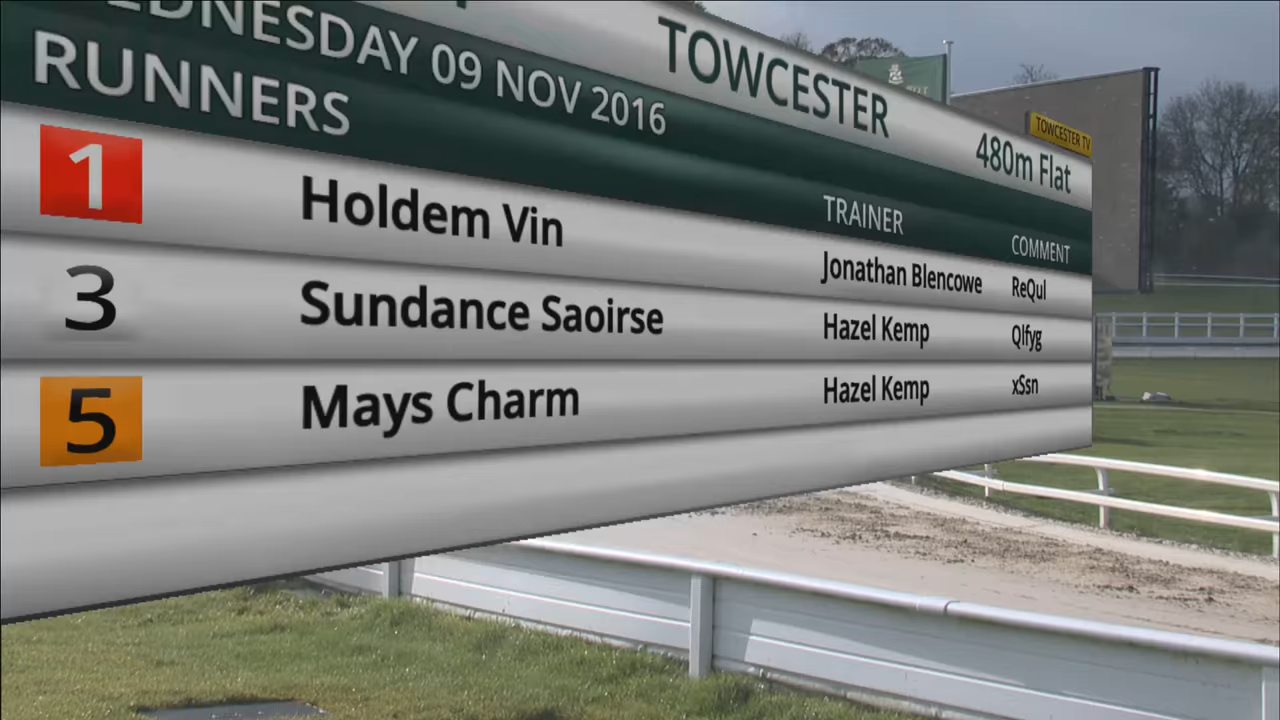 TOWCESTER
WEDNESDAY 09 NOV 2016
480m Flat
TOWCESTER TV
RUNNERS
TRAINER COMMENT
1 Holdem Vin Jonathan Blencowe ReQul
3 Sundance Saoirse Hazel Kemp Qlfyg
5 Mays Charm Hazel Kemp xSsn